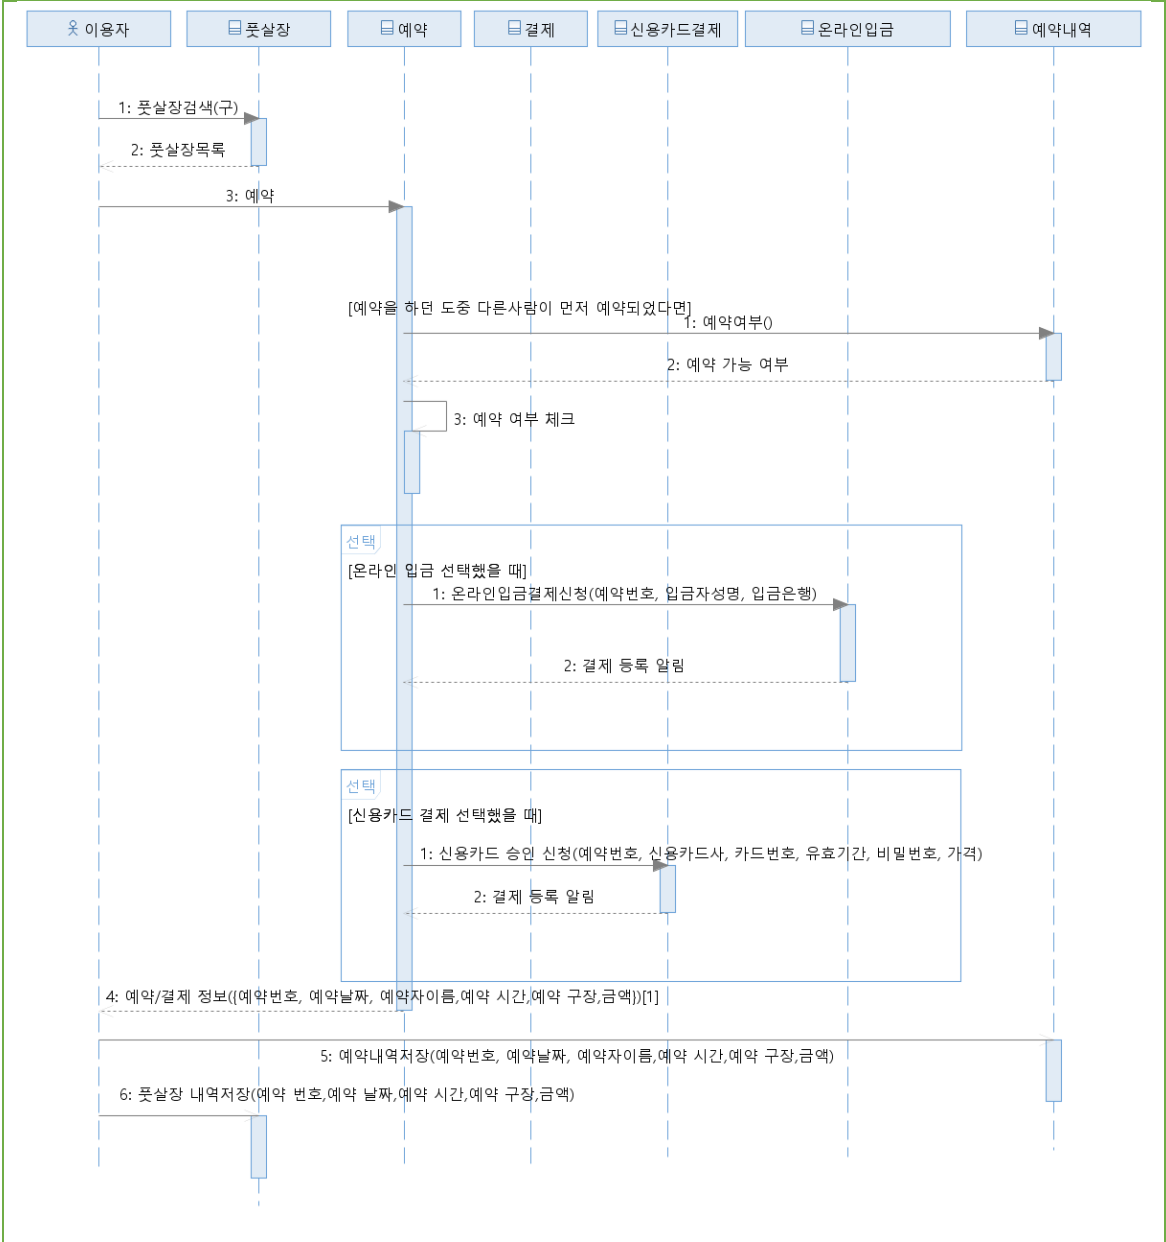 이용자
풋살장
예약
결제
신용카드결제
온라인입금
예약내역
1: 풋살장검색(구)
2: 풋살장목록
3: 예약
[예약을 하던 도중 다른사람이 먼저 예약되었다면]
1: 예약여부()
2: 예약 가능 여부
3: 예약 여부 체크
선택
[온라인 입금 선택했을 때]
1: 온라인입금결제신청(예약번호, 입금자성명, 입금은행)
2: 결제 등록 알림
선택
[신용카드 결제 선택했을 때]
1: 신용카드 승인 신청(예약번호, 신용카드사, 카드번호, 유효기간, 비밀번호, 가격)
2: 결제 등록 알림
4: 예약/결제 정보({예약번호, 예약날짜, 예약자이름,예약 시간,예약 구장,금액})[1]
5: 예약내역저장(예약번호, 예약날짜, 예약자이름,예약 시간,예약 구장,금액)
6: 풋살장 내역저장(예약 번호,예약 날짜,예약 시간,예약 구장,금액)